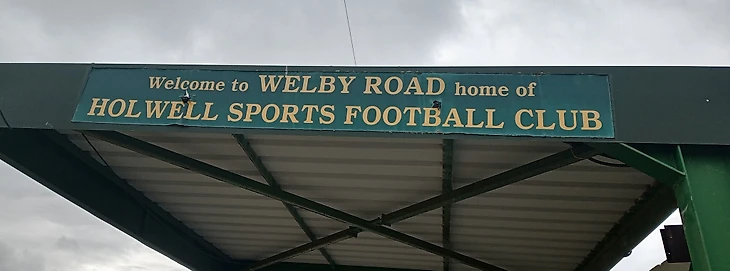 Welcome to WELBY ROAD home of
HOLWELL SPORTS FOOTBALL CLUB